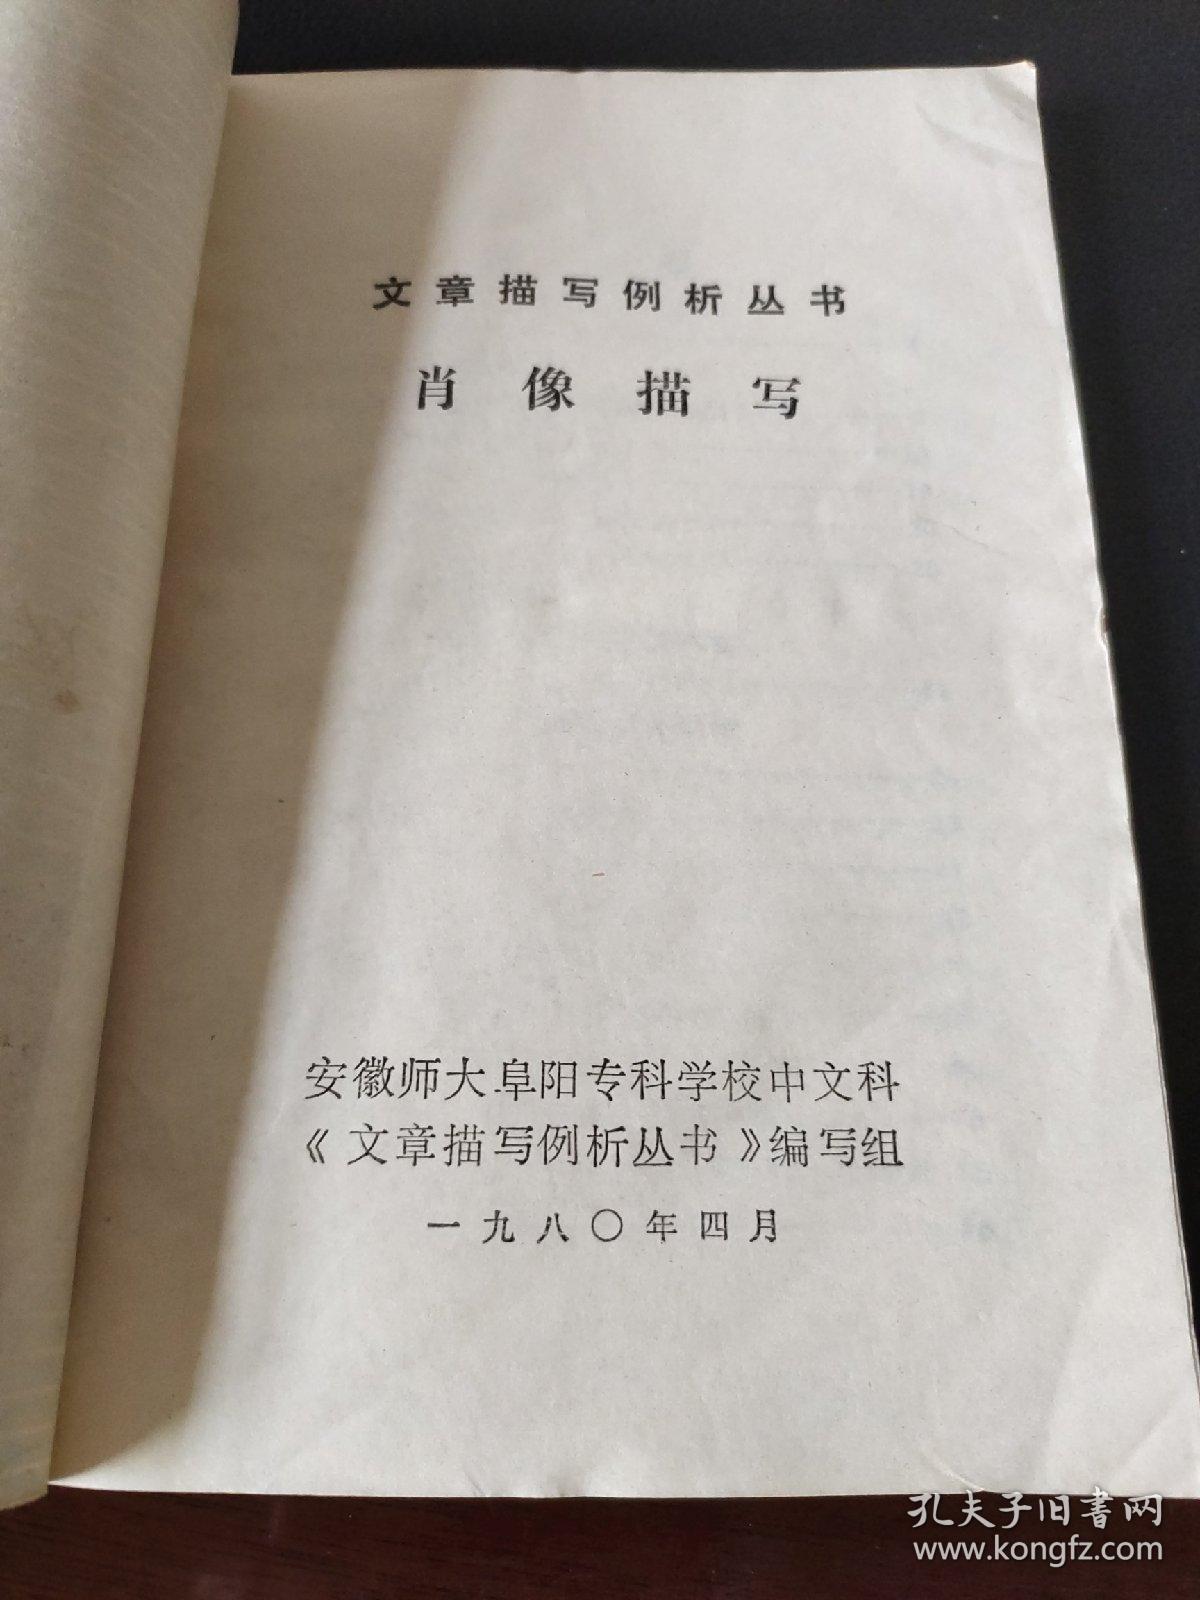 文章描写例析丛书
肖像描写
安徽师大阜阳专科学校中文科
《文章描写例析丛书》编写组
一九八〇年四月
孔夫子旧书网
www.kongfz.com